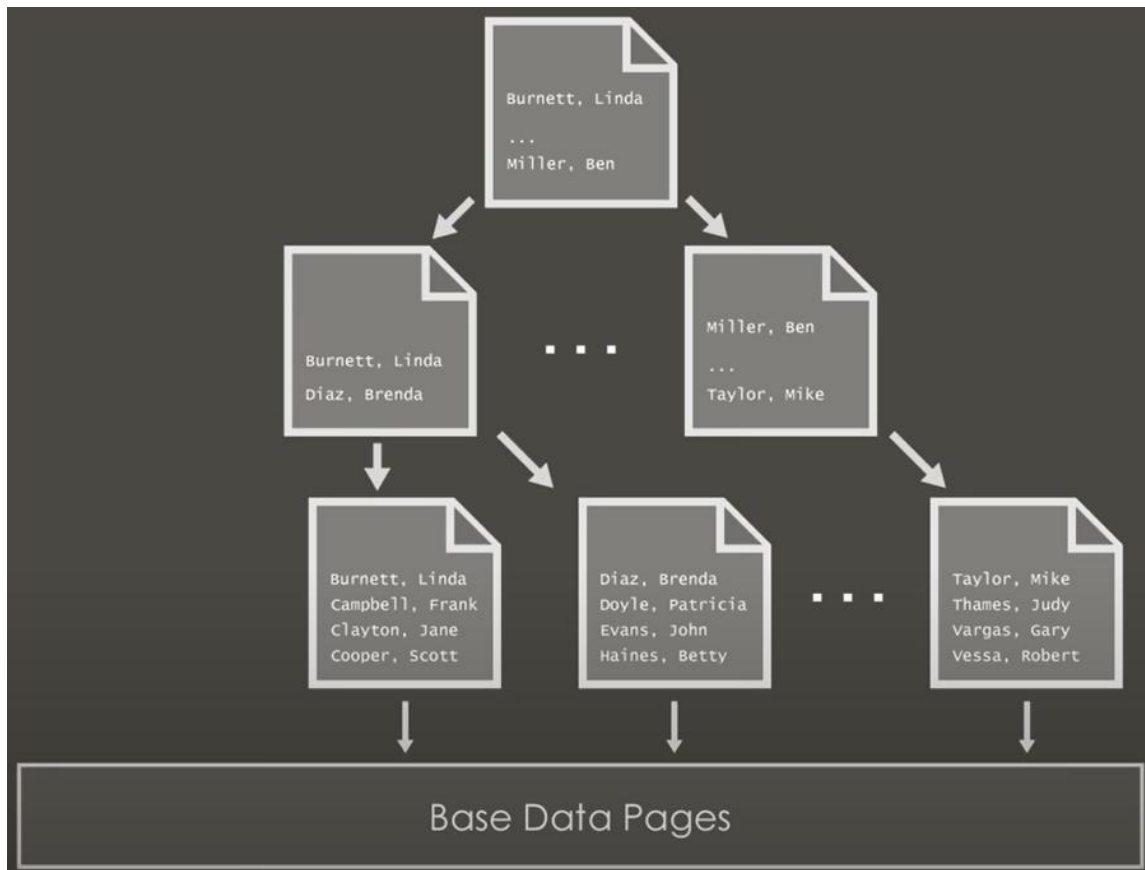 Burnett, Linda
...
Miller, Ben
Burnett, Linda
Diaz, Brenda
...
Miller, Ben
...
Taylor, Mike
Burnett, Linda
Campbell, Frank
Clayton, Jane
Cooper, Scott
Diaz, Brenda
Doyle, Patricia
Evans, John
Haines, Betty
...
Taylor, Mike
Thames, Judy
Vargas, Gary
Vessa, Robert
Base Data Pages